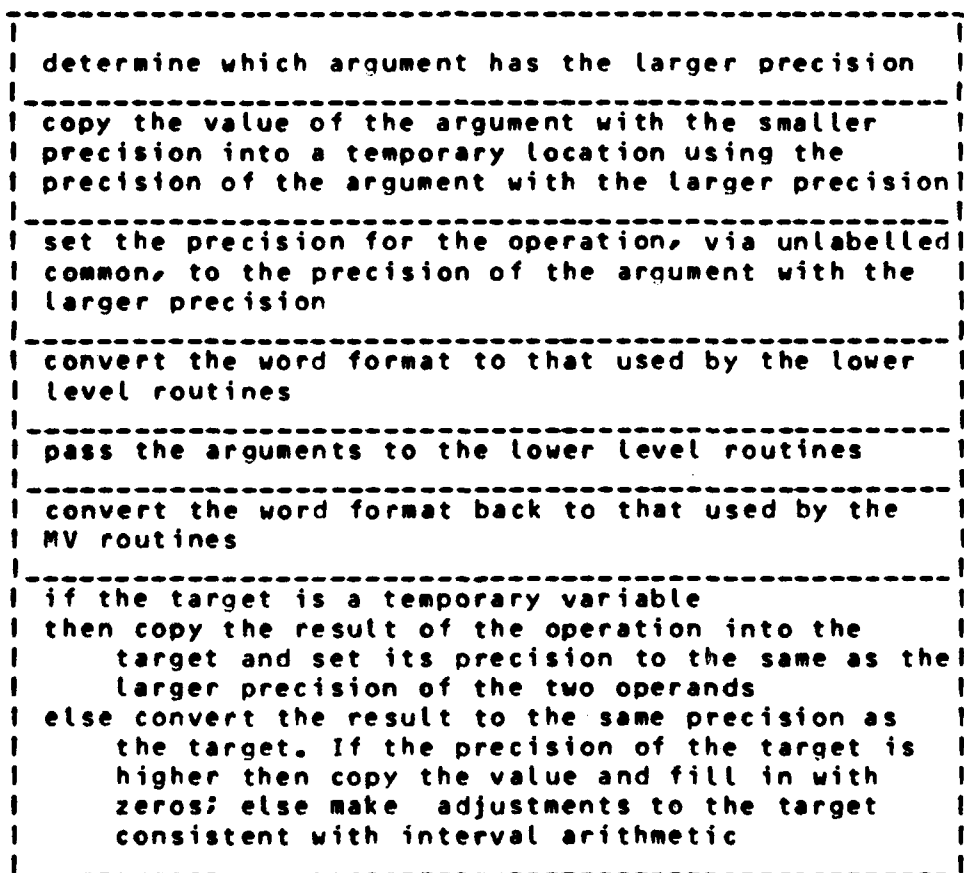 determine which argument has the larger precision
copy the value of the argument with the smaller
precision into a temporary location using the
precision of the argument with the larger precision
set the precision for the operation, via unlabelled
common, to the precision of the argument with the
larger precision
convert the word format to that used by the lower
level routines
pass the arguments to the lower level routines
convert the word format back to that used by the
MV routines
if the target is a temporary variable
then copy the result of the operation into the
target and set its precision to the same as the
larger precision of the two operands
else convert the result to the same precision as
the target. If the precision of the target is
higher then copy the value and fill in with
zeros; else make adjustments to the target
consistent with interval arithmetic